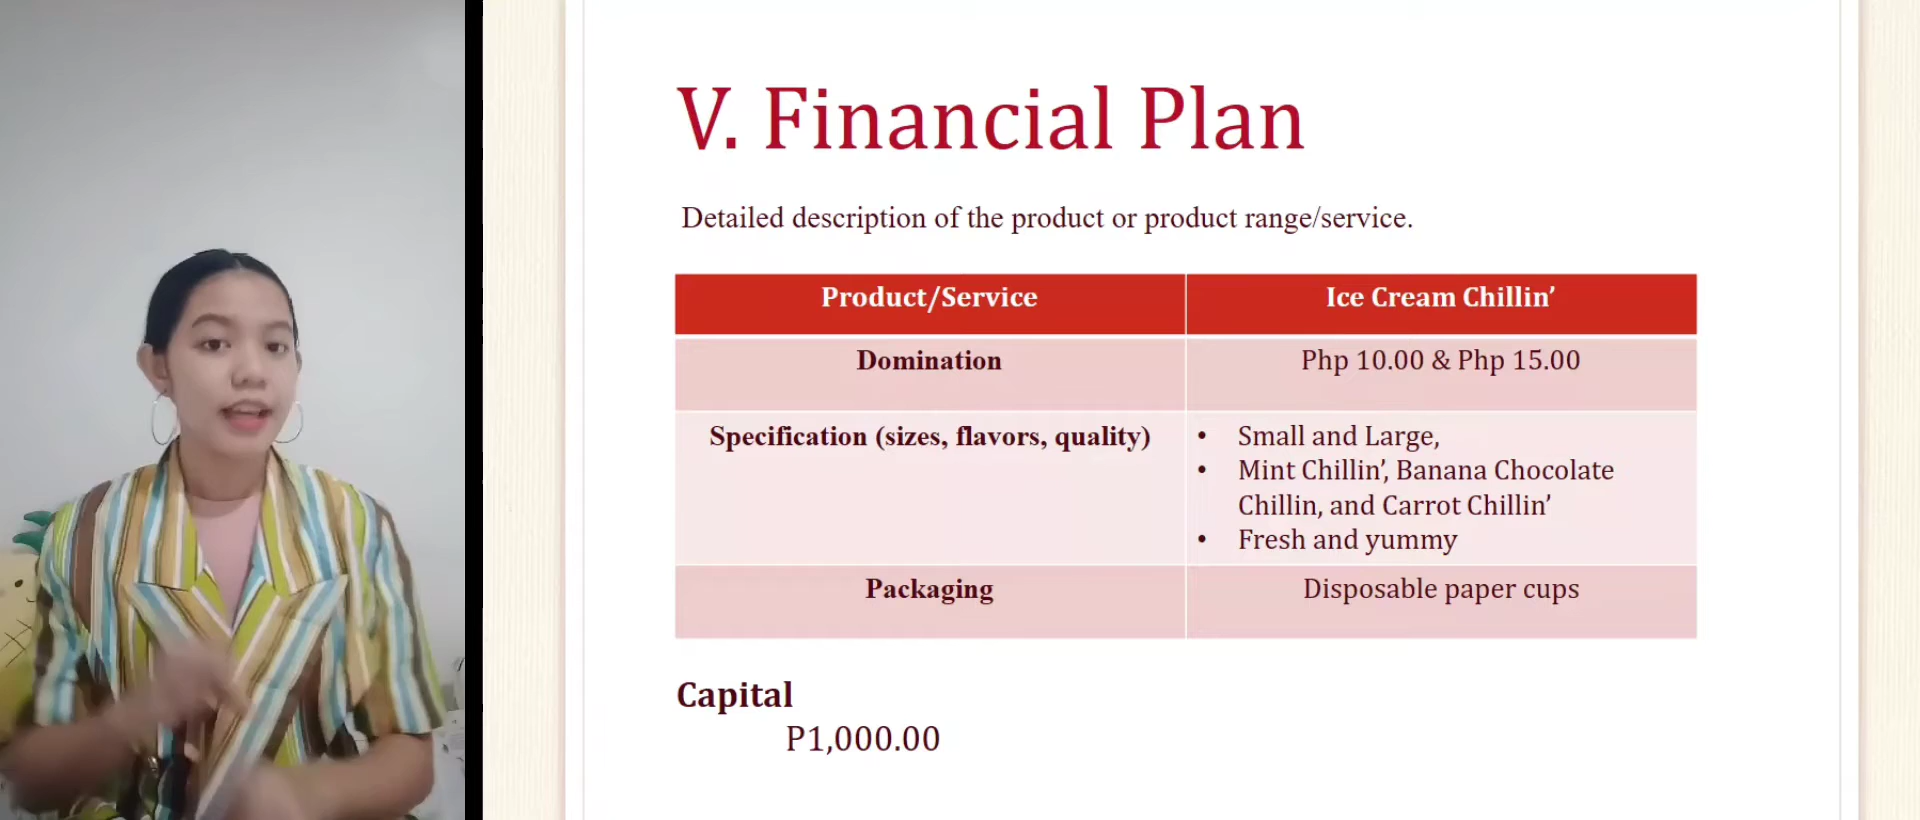 V. Financial Plan
Detailed description of the product or product range/service.
Product/Service Ice Cream Chillin’
Domination Php 10.00 & Php 15.00
Specification (sizes, flavors, quality)
• Small and Large,
• Mint Chillin’, Banana Chocolate
Chillin, and Carrot Chillin’
• Fresh and yummy
Packaging Disposable paper cups
Capital
P1,000.00